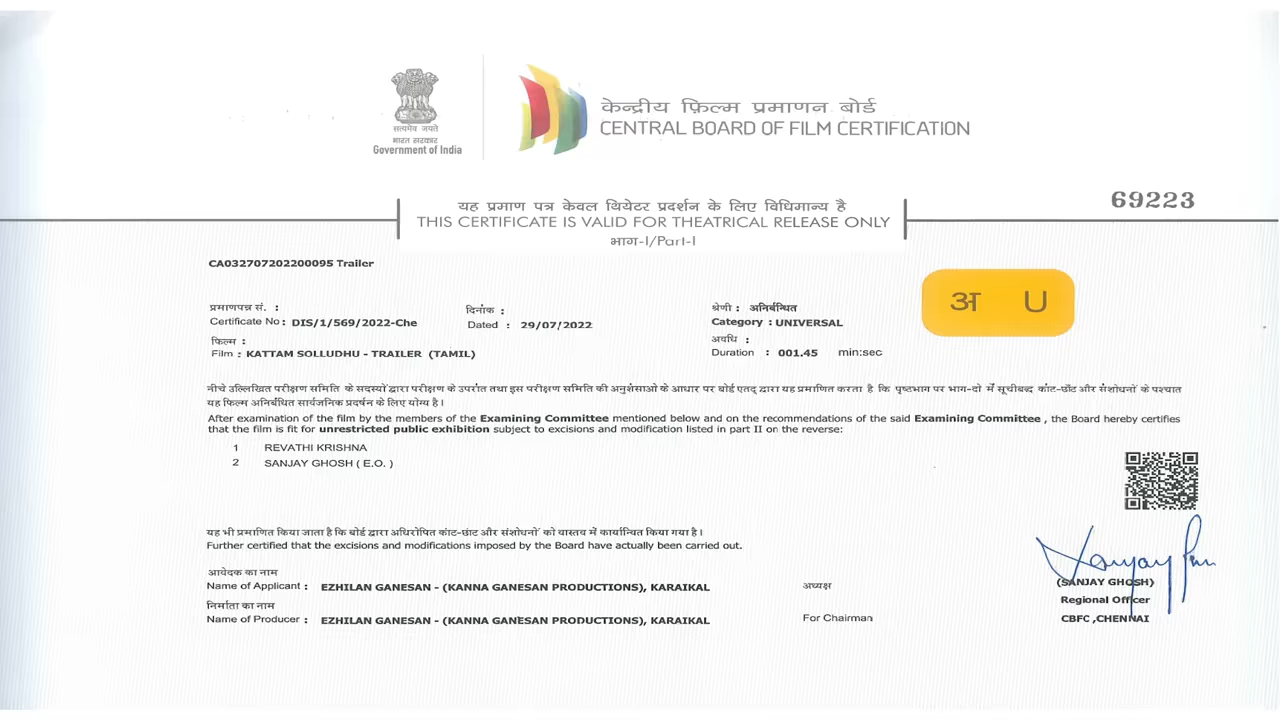 सत्यमेव जयते
भारत सरकार
Government of India
केन्द्रीय फ़िल्म प्रमाणन बोर्ड
CENTRAL BOARD OF FILM CERTIFICATION
69223
यह प्रमाण पत्र केवल थियेटर प्रदर्शन के लिए विधिमान्य है
THIS CERTIFICATE IS VALID FOR THEATRICAL RELEASE ONLY
भाग-I/Part-I
CA032707202200095 Trailer
अ U
प्रमाणपत्र सं. : दिनांक : श्रेणी : अनिर्बन्धित
Certificate No : DIS/1/569/2022-Che Dated : 29/07/2022 Category : UNIVERSAL
फिल्म : अवधि :
Film : KATTAM SOLLUDHU - TRAILER (TAMIL) Duration : 001.45 min:sec
नीचे उल्लिखित परीक्षण समिति के सदस्यों द्वारा परीक्षण के उपरांत तथा इस परीक्षण समिति की अनुशंसाओ के आधार पर बोर्ड एतद् द्वारा यह प्रमाणित करता है कि पृष्टभाग पर भाग-दो में सूचीबद्ध कांट-छाँट और संशोधनों के पश्चात
यह फिल्म अनिर्बंधित सार्वजनिक प्रदर्शन के लिए योग्य है।
After examination of the film by the members of the Examining Committee mentioned below and on the recommendations of the said Examining Committee , the Board hereby certifies
that the film is fit for unrestricted public exhibition subject to excisions and modification listed in part II on the reverse:
1 REVATHI KRISHNA
2 SANJAY GHOSH ( E.O. )
यह भी प्रमाणित किया जाता है कि बोर्ड द्वारा अधिरोपित कांट-छांट और संशोधनों को वास्तव में कार्यान्वित किया गया है।
Further certified that the excisions and modifications imposed by the Board have actually been carried out.
आवेदक का नाम
Name of Applicant : EZHILAN GANESAN - (KANNA GANESAN PRODUCTIONS), KARAIKAL अध्यक्ष
निर्माता का नाम
Name of Producer : EZHILAN GANESAN - (KANNA GANESAN PRODUCTIONS), KARAIKAL For Chairman
(SANJAY GHOSH)
Regional Officer
CBFC ,CHENNAI